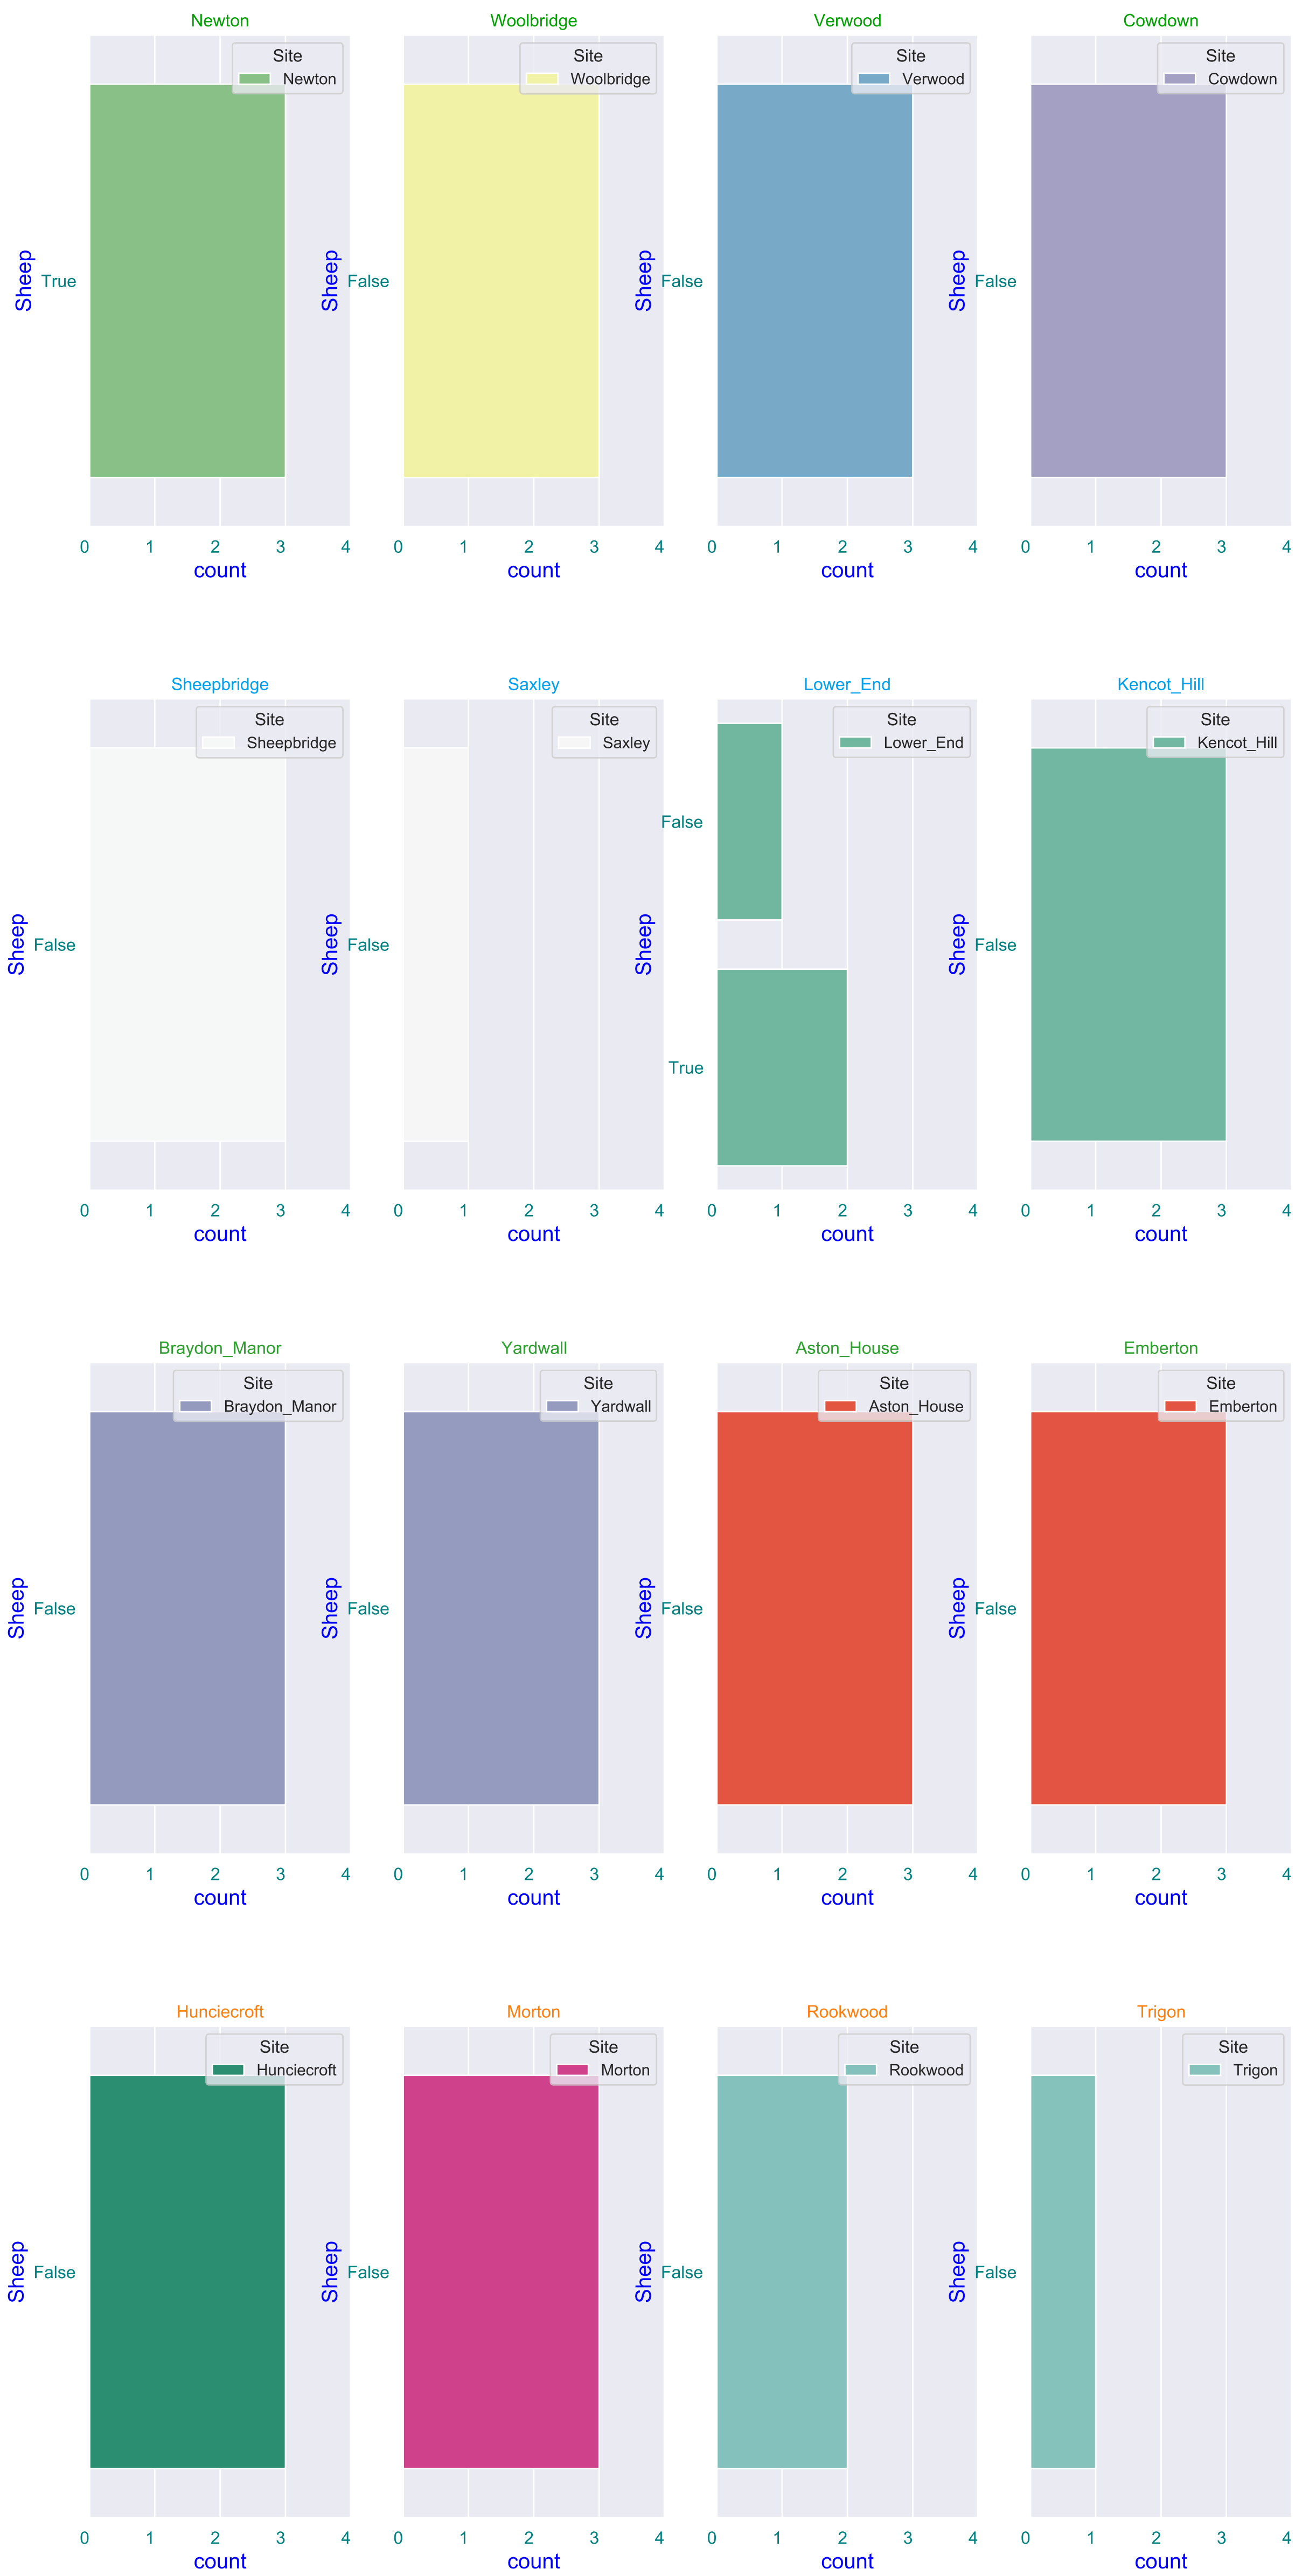 Newton Woolbridge Verwood Cowdown
Site Site Site Site
Newton Woolbridge Verwood Cowdown
Sheep True Sheep False Sheep False Sheep False
0 1 2 3 4 0 1 2 3 4 0 1 2 3 4 0 1 2 3 4
count count count count
Sheepbridge Saxley Lower_End Kencot_Hill
Site Site Site Site
Sheepbridge Saxley Lower_End Kencot_Hill
False
Sheep False Sheep False Sheep Sheep False
True
0 1 2 3 4 0 1 2 3 4 0 1 2 3 4 0 1 2 3 4
count count count count
Braydon_Manor Yardwall Aston_House Emberton
Site Site Site Site
Braydon_Manor Yardwall Aston_House Emberton
Sheep False Sheep False Sheep False Sheep False
0 1 2 3 4 0 1 2 3 4 0 1 2 3 4 0 1 2 3 4
count count count count
Hunciecroft Morton Rookwood Trigon
Site Site Site Site
Hunciecroft Morton Rookwood Trigon
Sheep False Sheep False Sheep False Sheep False
0 1 2 3 4 0 1 2 3 4 0 1 2 3 4 0 1 2 3 4
count count count count